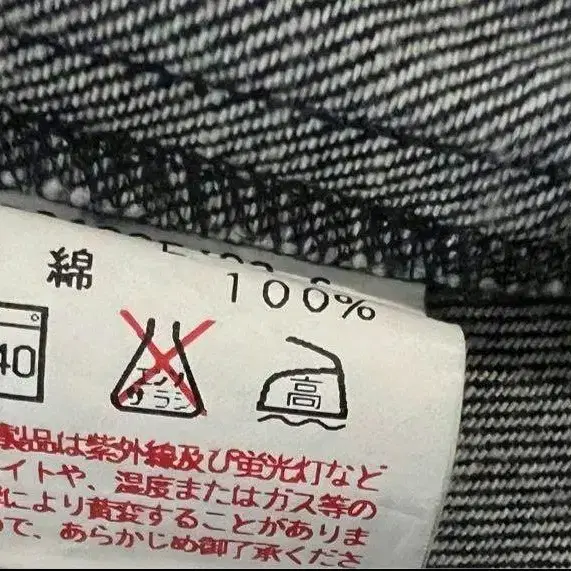 綿 100%
40
エンソ
サラシ
高
製品は紫外線及び蛍光灯など
イトや、温度またはガス等の
により黄変することがありま
で、あらかじめ御了承くださ